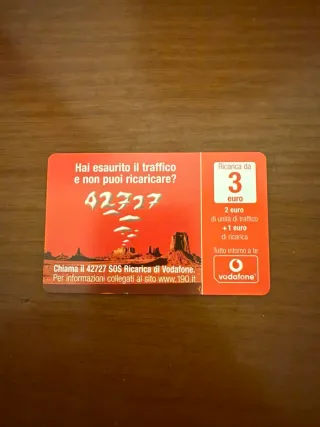 Hai esaurito il traffico
e non puoi ricaricare?
42727
Chiama il 42727 SOS Ricarica di Vodafone.
Per informazioni collegati al sito www.190.it
Ricarica da
3
euro
2 euro
di unità di traffico
+ 1 euro
di ricarica
Tutto intorno a te
vodafone